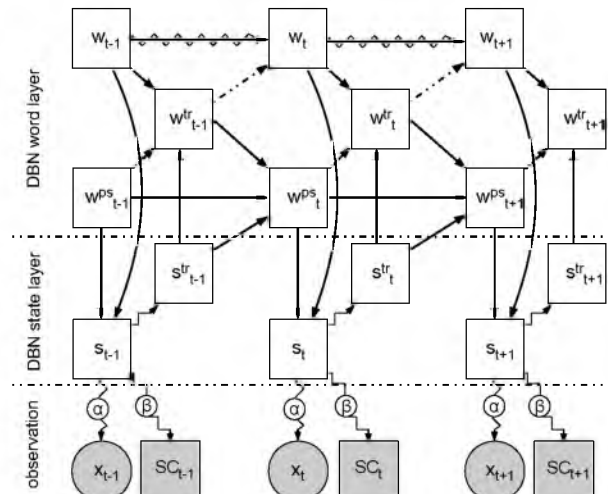 w_t-1 w_t w_t+1
DBN word layer
w^tr_t-1 w^tr_t w^tr_t+1
w^ps_t-1 w^ps_t w^ps_t+1
DBN state layer
s^tr_t-1 s^tr_t s^tr_t+1
s_t-1 s_t s_t+1
observation
α β α β α β
x_t-1 SC_t-1 x_t SC_t x_t+1 SC_t+1